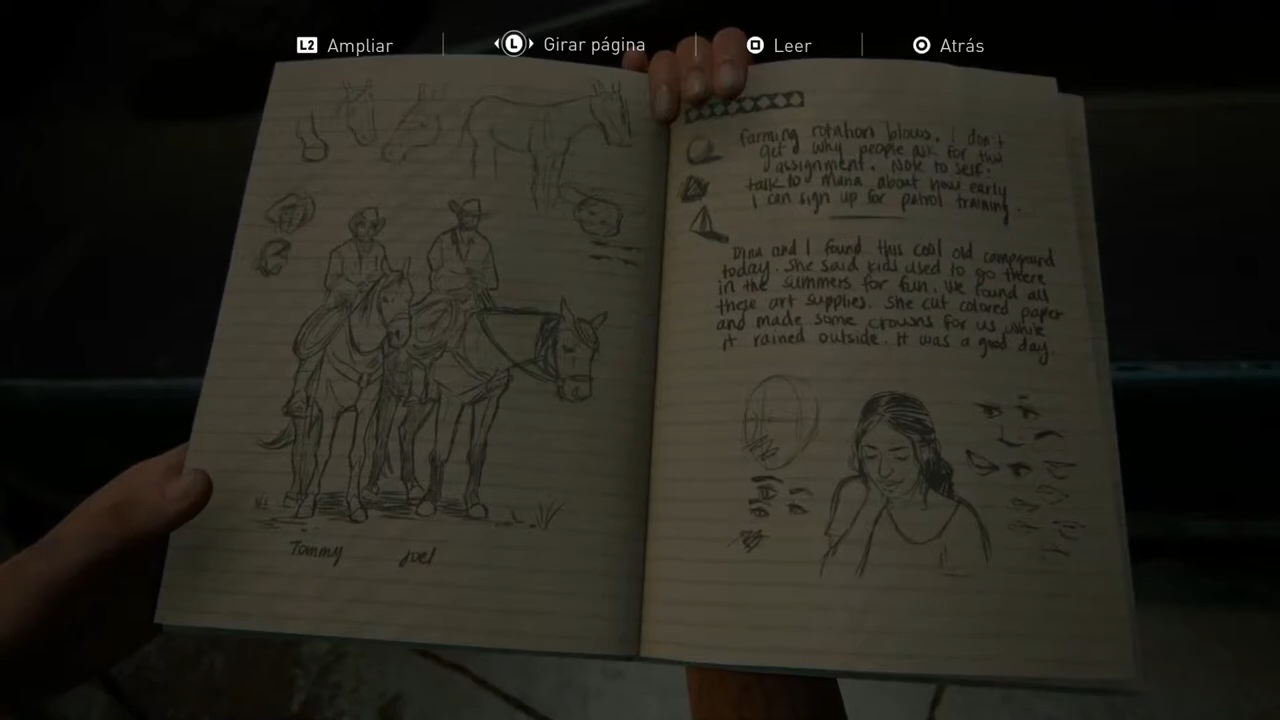 L2 Ampliar
L Girar página
Leer
Atrás
Tommy Joel
farming rotation blows. I don't
get why people ask for this
assignment. Note to self:
talk to Maria about how early
I can sign up for patrol training.
Dina and I found this cool old campground
today. She said kids used to go there
in the summers for fun. We found all
these art supplies. She cut colored paper
and made some crowns for us while
it rained outside. It was a good day.